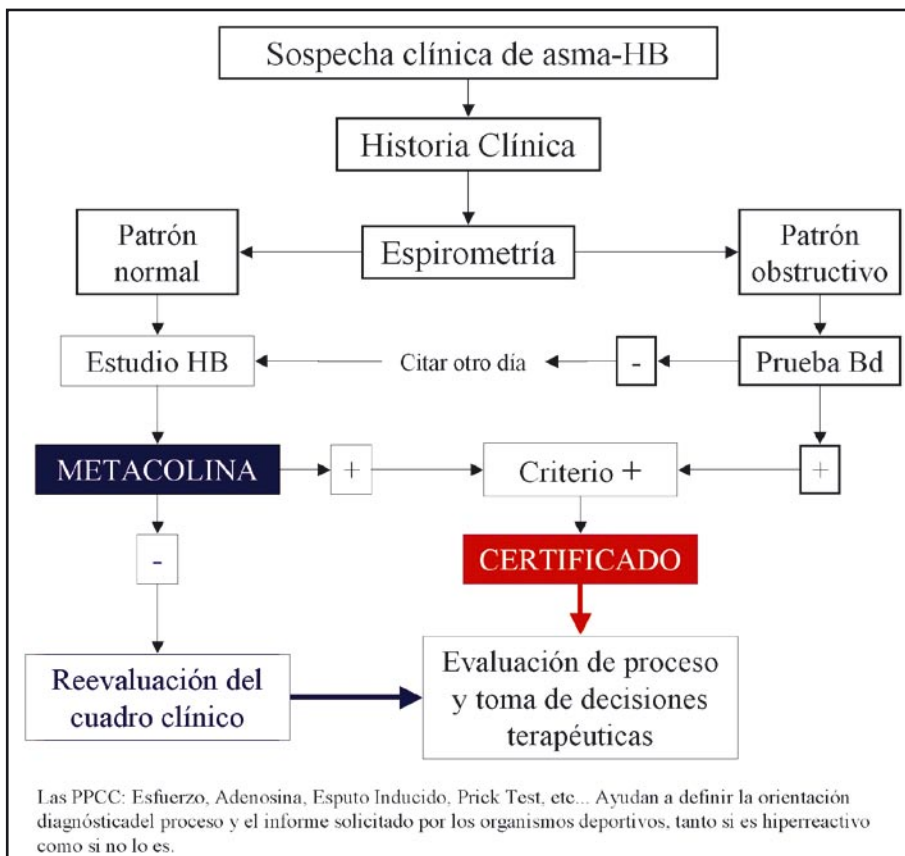 Sospecha clínica de asma-HB
Historia Clínica
Patrón
normal
Espirometría
Patrón
obstructivo
Estudio HB
Citar otro día
-
Prueba Bd
METACOLINA
+
Criterio +
+
-
CERTIFICADO
Reevaluación del
cuadro clínico
Evaluación de proceso
y toma de decisiones
terapéuticas
Las PPCC: Esfuerzo, Adenosina, Esputo Inducido, Prick Test, etc... Ayudan a definir la orientación
diagnósticadel proceso y el informe solicitado por los organismos deportivos, tanto si es hiperreactivo
como si no lo es.